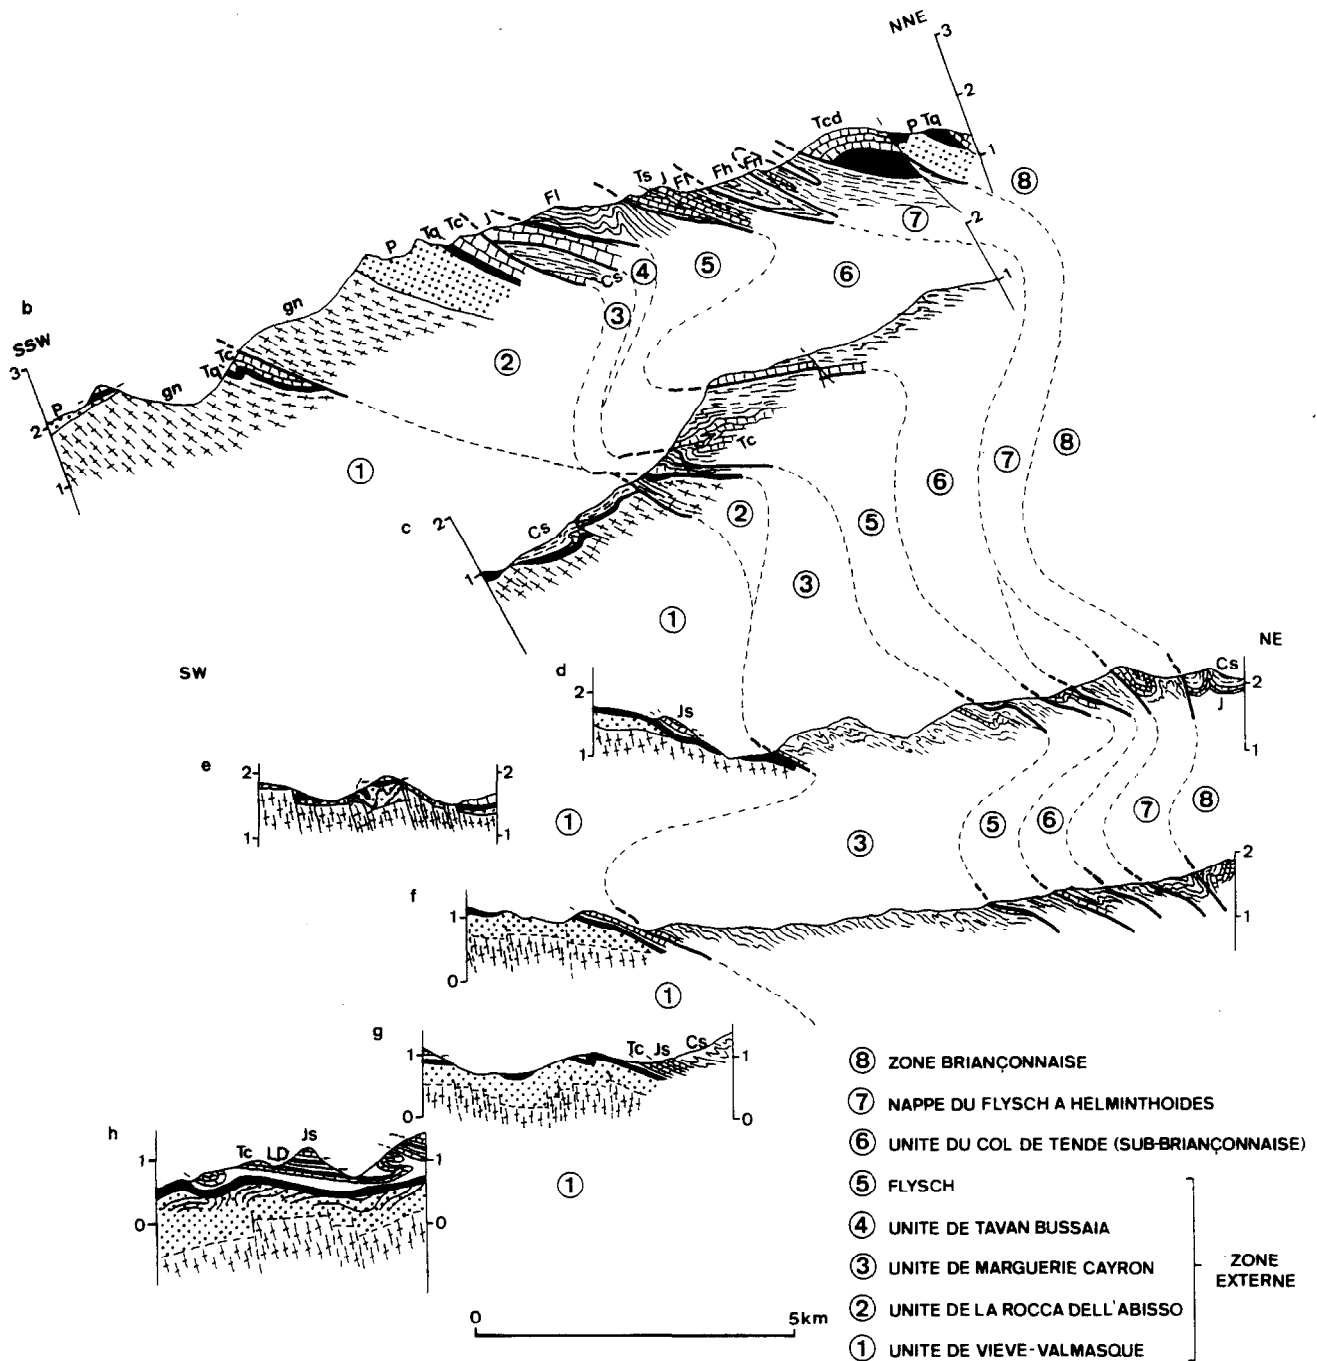 NNE
3
2
1
Tcd
P Tq
8
Ts J Fl Fh Fh
7
2
1
Fl
6
5
4
Cs
3
P Tq Tc J
gn
2
b
SSW
3
Tc
Tq
P
gn
2
1
1
8
7
6
5
Tc
2
c
2
Cs
1
3
1
NE
SW
d
2
Js
1
Cs
J
2
1
e
2
2
1
1
1
3
5
6
7
8
f
1
0
2
1
1
g
1
0
Tc Js Cs
1
0
h
1
0
Tc LD Js
1
0
1
8 ZONE BRIANÇONNAISE
7 NAPPE DU FLYSCH A HELMINTHOIDES
6 UNITE DU COL DE TENDE (SUB-BRIANÇONNAISE)
5 FLYSCH
4 UNITE DE TAVAN BUSSAIA
3 UNITE DE MARGUERIE CAYRON
2 UNITE DE LA ROCCA DELL'ABISSO
1 UNITE DE VIEVE-VALMASQUE
ZONE
EXTERNE
0 5km